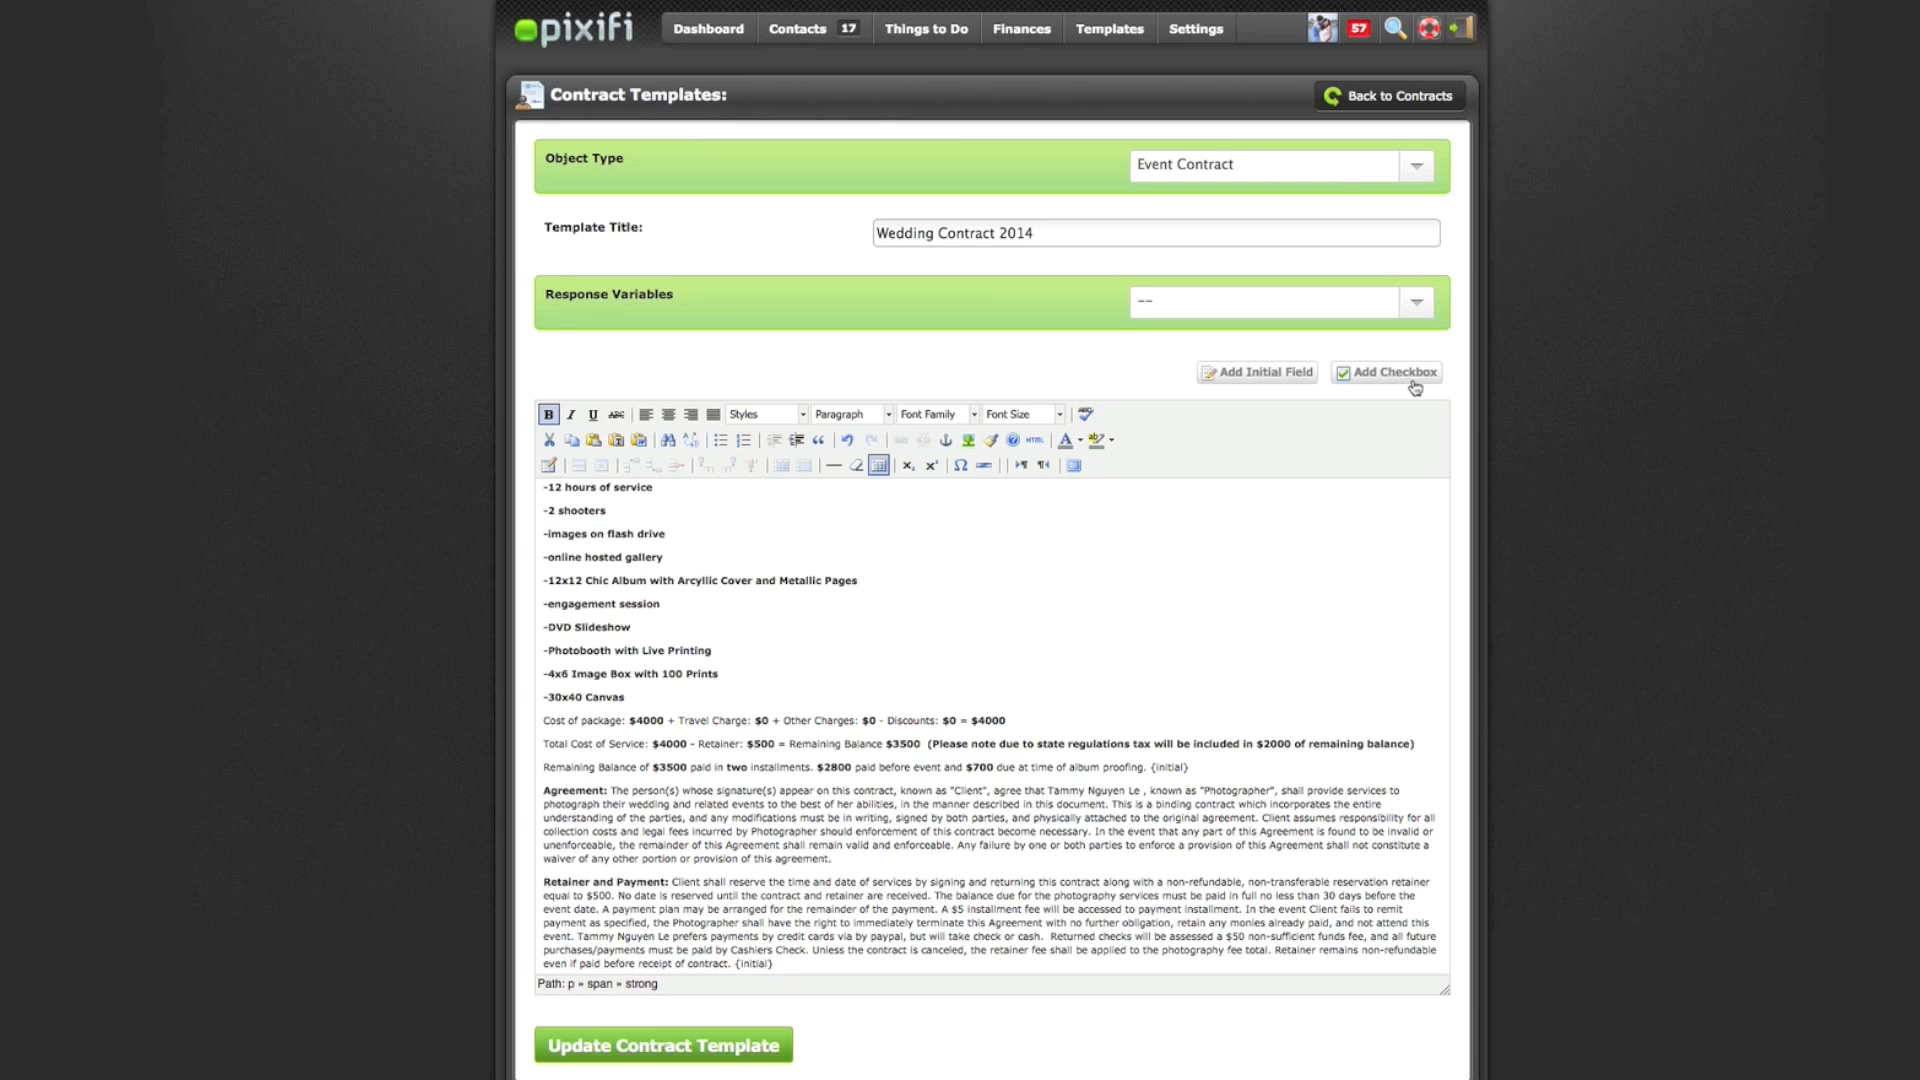 pixifi
Dashboard Contacts 17 Things to Do Finances Templates Settings 57
Contract Templates:
Back to Contracts
Object Type
Event Contract
Template Title:
Wedding Contract 2014
Response Variables
--
Add Initial Field Add Checkbox
B I U ABC Styles Paragraph Font Family Font Size
HTML A ab
-12 hours of service
-2 shooters
-images on flash drive
-online hosted gallery
-12x12 Chic Album with Arcyllic Cover and Metallic Pages
-engagement session
-DVD Slideshow
-Photobooth with Live Printing
-4x6 Image Box with 100 Prints
-30x40 Canvas
Cost of package: $4000 + Travel Charge: $0 + Other Charges: $0 - Discounts: $0 = $4000
Total Cost of Service: $4000 - Retainer: $500 = Remaining Balance $3500 (Please note due to state regulations tax will be included in $2000 of remaining balance)
Remaining Balance of $3500 paid in two installments. $2800 paid before event and $700 due at time of album proofing. {initial}
Agreement: The person(s) whose signature(s) appear on this contract, known as "Client", agree that Tammy Nguyen Le , known as "Photographer", shall provide services to
photograph their wedding and related events to the best of her abilities, in the manner described in this document. This is a binding contract which incorporates the entire
understanding of the parties, and any modifications must be in writing, signed by both parties, and physically attached to the original agreement. Client assumes responsibility for all
collection costs and legal fees incurred by Photographer should enforcement of this contract become necessary. In the event that any part of this Agreement is found to be invalid or
unenforceable, the remainder of this Agreement shall remain valid and enforceable. Any failure by one or both parties to enforce a provision of this Agreement shall not constitute a
waiver of any other portion or provision of this agreement.
Retainer and Payment: Client shall reserve the time and date of services by signing and returning this contract along with a non-refundable, non-transferable reservation retainer
equal to $500. No date is reserved until the contract and retainer are received. The balance due for the photography services must be paid in full no less than 30 days before the
event date. A payment plan may be arranged for the remainder of the payment. A $5 installment fee will be accessed to payment installment. In the event Client fails to remit
payment as specified, the Photographer shall have the right to immediately terminate this Agreement with no further obligation, retain any monies already paid, and not attend this
event. Tammy Nguyen Le prefers payments by credit cards via by paypal, but will take check or cash. Returned checks will be assessed a $50 non-sufficient funds fee, and all future
purchases/payments must be paid by Cashiers Check. Unless the contract is canceled, the retainer fee shall be applied to the photography fee total. Retainer remains non-refundable
even if paid before receipt of contract. {initial}
Path: p » span » strong
Update Contract Template